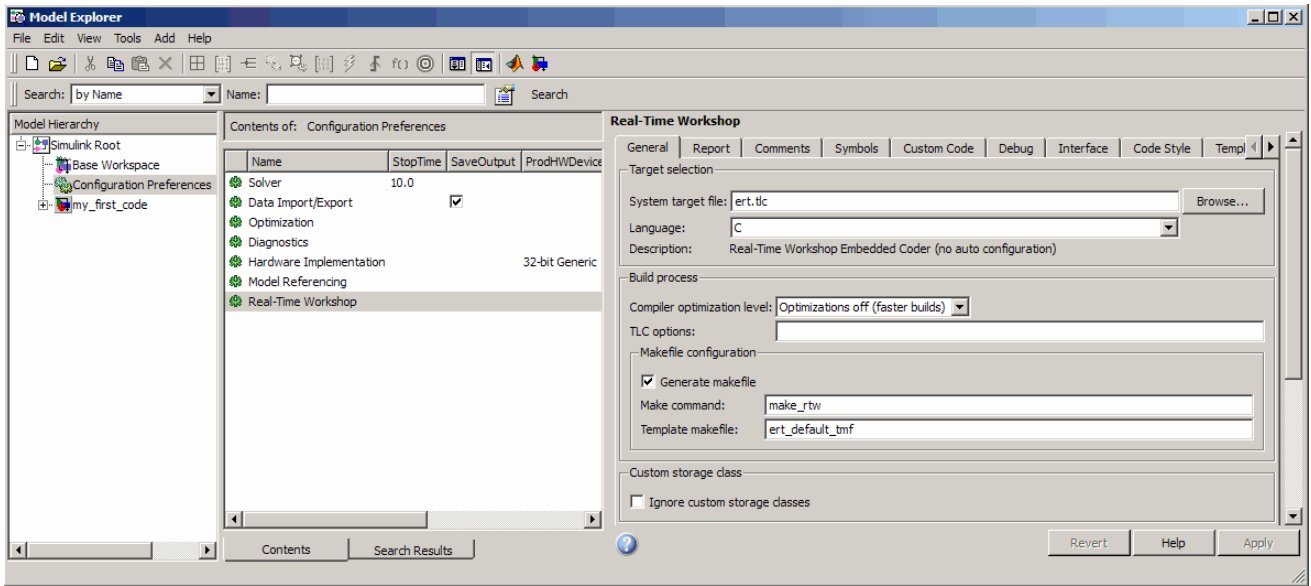 Model Explorer
File Edit View Tools Add Help
Search: by Name Name: Search
Model Hierarchy
Simulink Root
Base Workspace
Configuration Preferences
my_first_code
Contents of: Configuration Preferences
Name StopTime SaveOutput ProdHWDevice
Solver 10.0
Data Import/Export
Optimization
Diagnostics
Hardware Implementation 32-bit Generic
Model Referencing
Real-Time Workshop
Contents Search Results
Real-Time Workshop
General Report Comments Symbols Custom Code Debug Interface Code Style Templ
Target selection
System target file: ert.tlc Browse...
Language: C
Description: Real-Time Workshop Embedded Coder (no auto configuration)
Build process
Compiler optimization level: Optimizations off (faster builds)
TLC options:
Makefile configuration
Generate makefile
Make command: make_rtw
Template makefile: ert_default_tmf
Custom storage class
Ignore custom storage classes
Revert Help Apply